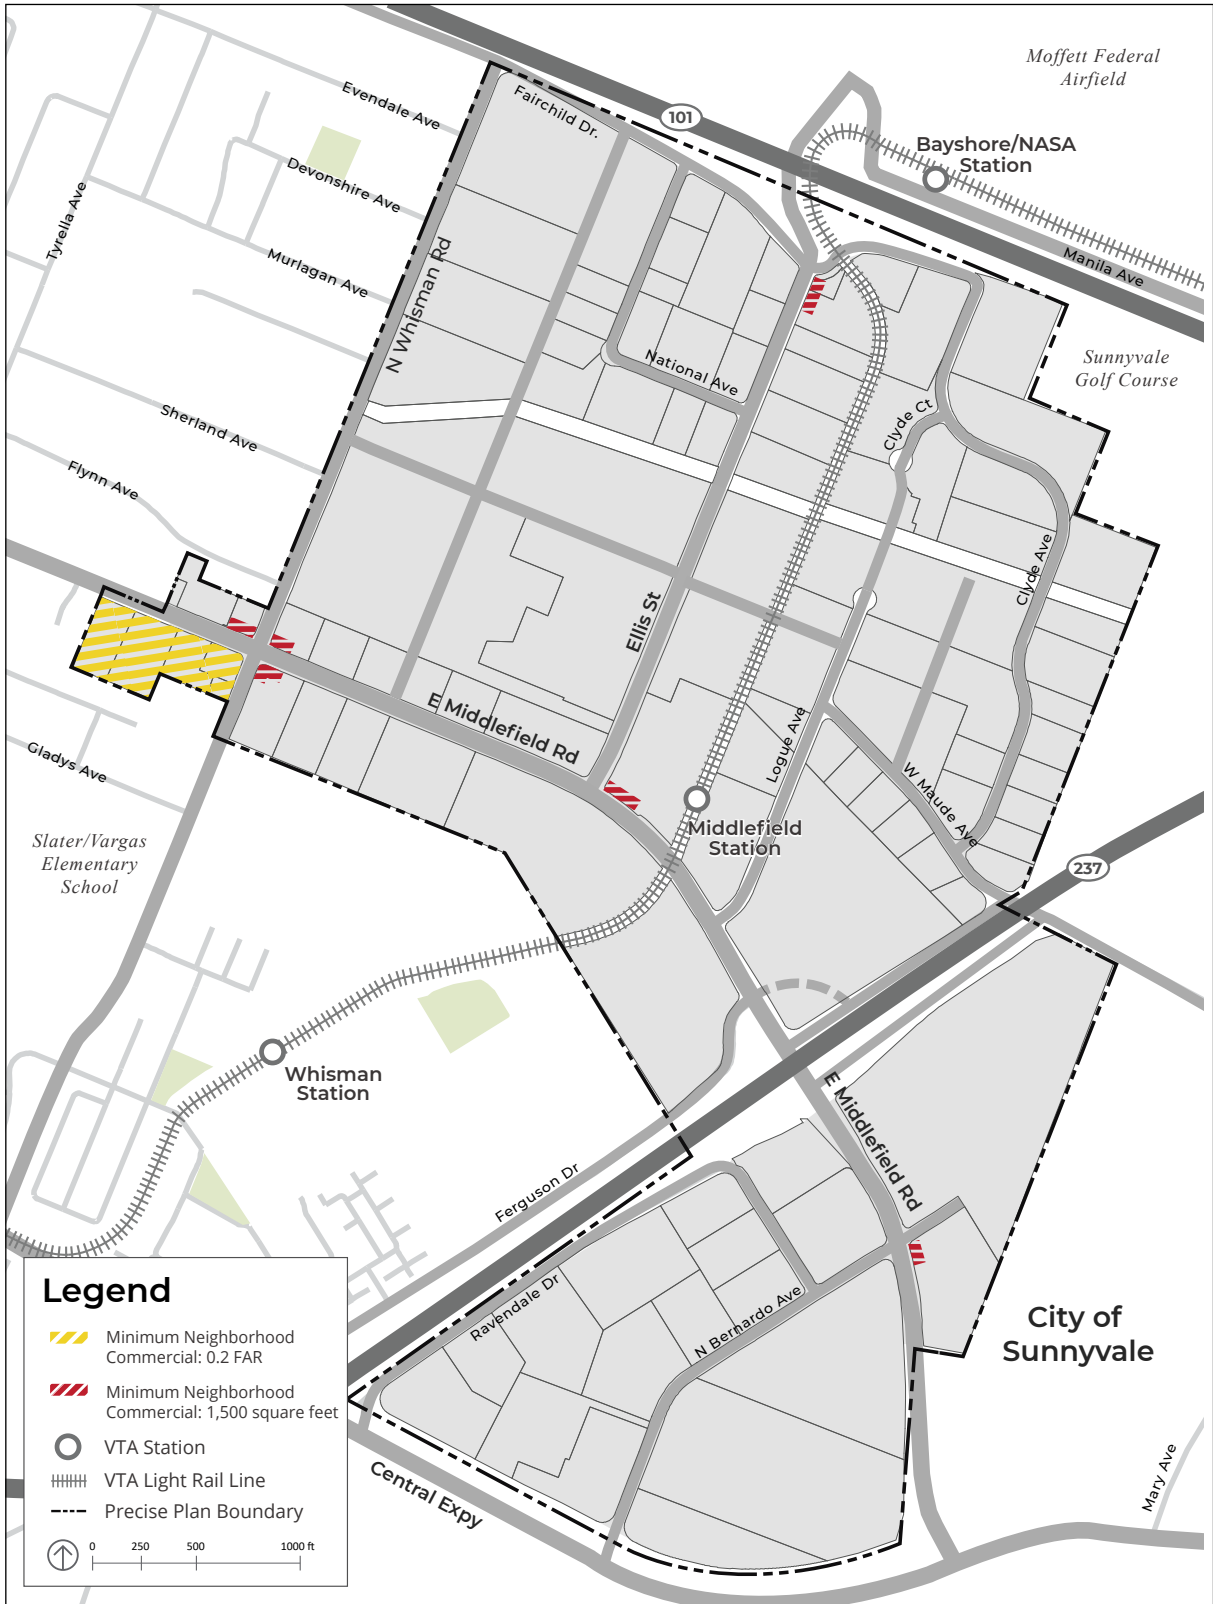 Moffett Federal
Airfield
Evendale Ave
Fairchild Dr.
101
Bayshore/NASA
Station
Devonshire Ave
Tyrella Ave
Murlagan Ave
N Whisman Rd
Manila Ave
Sunnyvale
Golf Course
National Ave
Sherland Ave
Clyde Ct
Flynn Ave
Clyde Ave
Ellis St
E Middlefield Rd
Logue Ave
Gladys Ave
W Maude Ave
Middlefield
Station
Slater/Vargas
Elementary
School
237
Whisman
Station
E Middlefield Rd
Ferguson Dr
Ravendale Dr
N Bernardo Ave
City of
Sunnyvale
Central Expy
Mary Ave
Legend
Minimum Neighborhood
Commercial: 0.2 FAR
Minimum Neighborhood
Commercial: 1,500 square feet
VTA Station
VTA Light Rail Line
Precise Plan Boundary
0 250 500 1000 ft